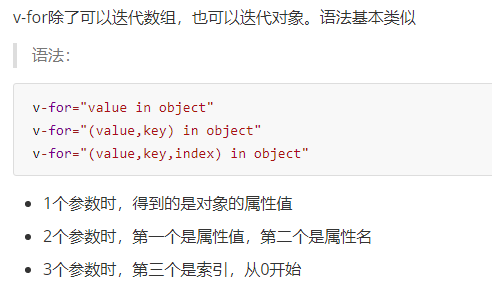 v-for除了可以迭代数组，也可以迭代对象。语法基本类似
语法：
v-for="value in object"
v-for="(value,key) in object"
v-for="(value,key,index) in object"
1个参数时，得到的是对象的属性值
2个参数时，第一个是属性值，第二个是属性名
3个参数时，第三个是索引，从0开始